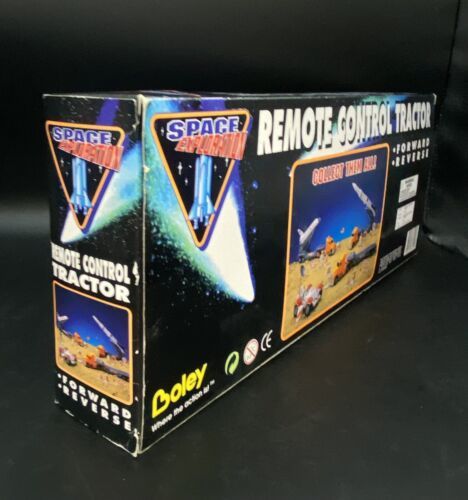 SPACE
EXPLORATION
REMOTE CONTROL
TRACTOR
•FORWARD
•REVERSE
SPACE
EXPLORATION
REMOTE CONTROL TRACTOR
•FORWARD
•REVERSE
COLLECT THEM ALL!
Boley
Where the action is! ™
CE